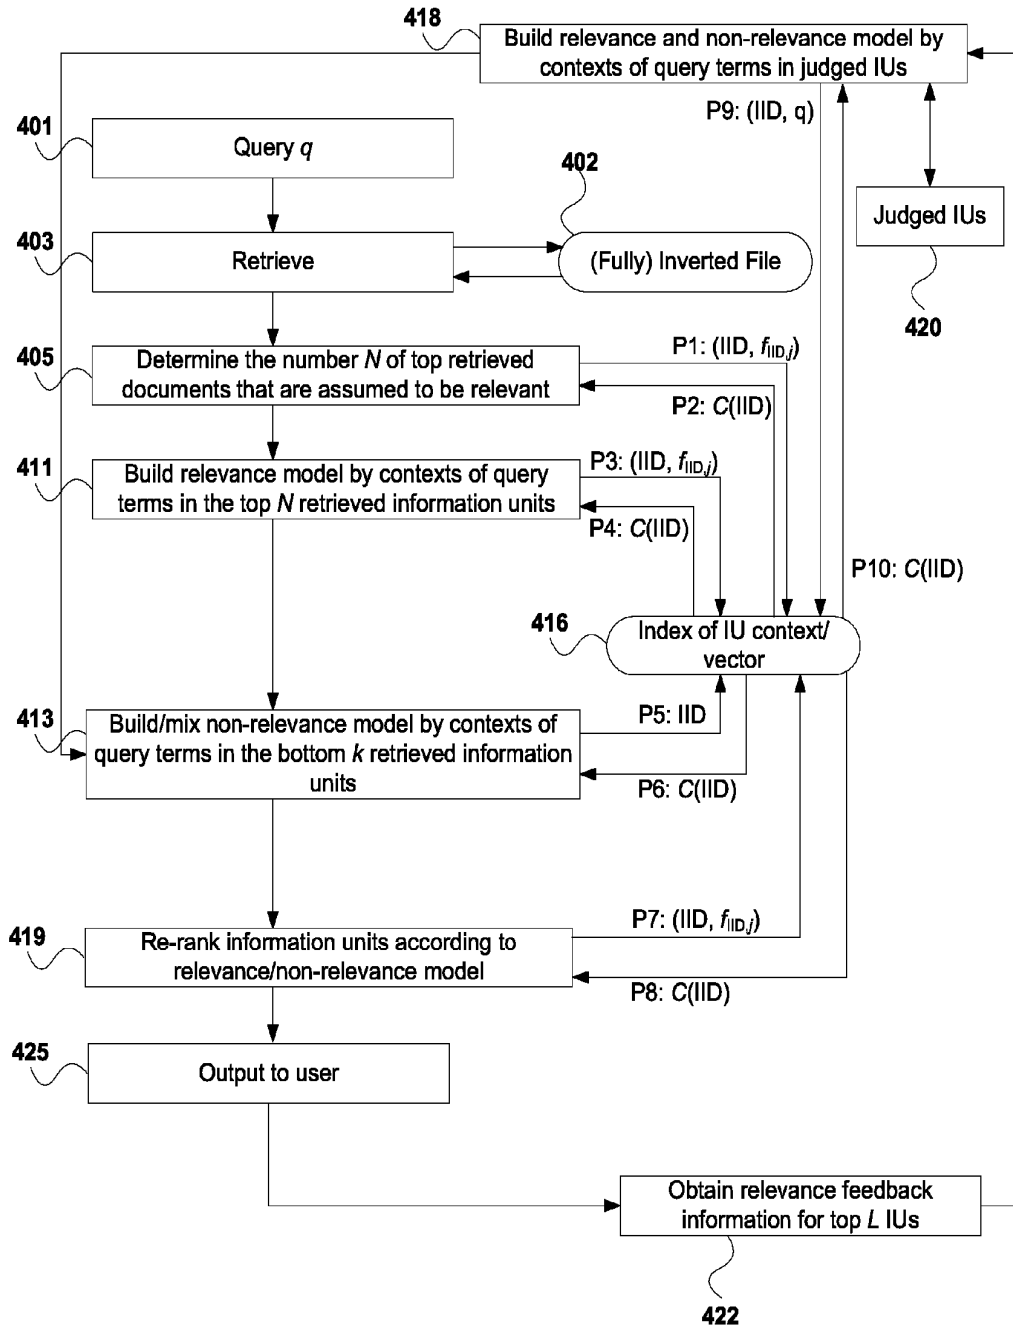 418
Build relevance and non-relevance model by
contexts of query terms in judged IUs
P9: (IID, q)
401
Query q
402
Judged IUs
403
Retrieve
(Fully) Inverted File
420
405
Determine the number N of top retrieved
documents that are assumed to be relevant
P1: (IID, fIID,j)
P2: C(IID)
411
Build relevance model by contexts of query
terms in the top N retrieved information units
P3: (IID, fIID,j)
P4: C(IID)
P10: C(IID)
416
Index of IU context/
vector
413
Build/mix non-relevance model by contexts of
query terms in the bottom k retrieved information
units
P5: IID
P6: C(IID)
419
Re-rank information units according to
relevance/non-relevance model
P7: (IID, fIID,j)
P8: C(IID)
425
Output to user
Obtain relevance feedback
information for top L IUs
422